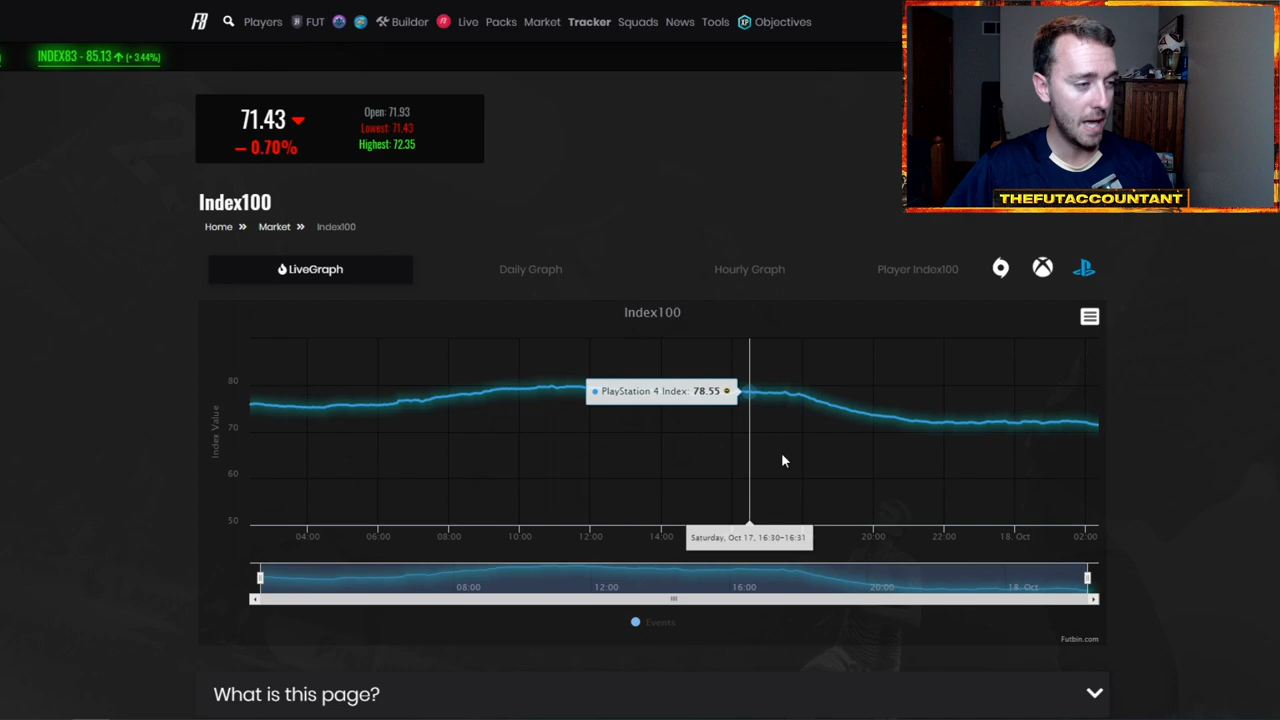 F8 Players FUT Builder Live Packs Market Tracker Squads News Tools XP Objectives
INDEX83 - 85.13 (+ 3.44%)
THEFUTACCOUNTANT
71.43
– 0.70%
Open: 71.93
Lowest: 71.43
Highest: 72.35
Index100
Home » Market » Index100
LiveGraph Daily Graph Hourly Graph Player Index100
Index100
Index Value
80
70
60
50
PlayStation 4 Index: 78.55
04:00 06:00 08:00 10:00 12:00 14:00 20:00 22:00 18. Oct 02:00
Saturday, Oct 17, 16:30-16:31
08:00 12:00 16:00 20:00 18. Oct
Events
Futbin.com
What is this page?